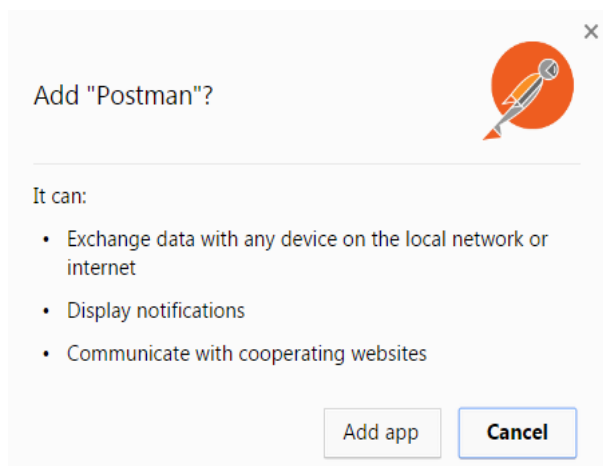 Add "Postman"?
It can:
• Exchange data with any device on the local network or
internet
• Display notifications
• Communicate with cooperating websites
Add app
Cancel